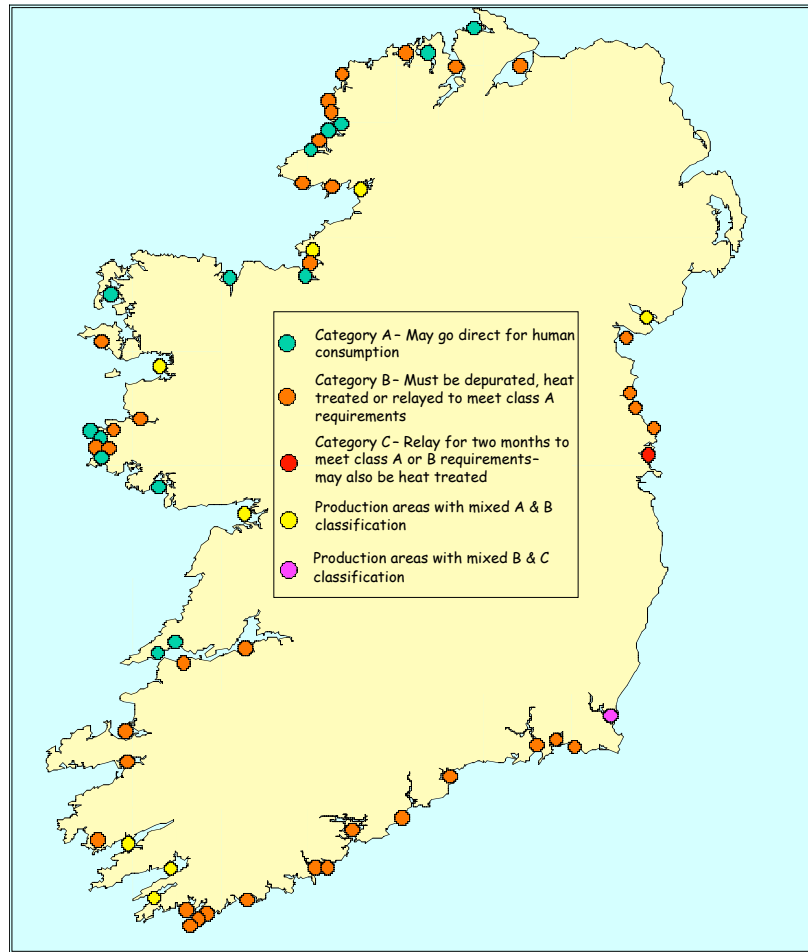 Category A– May go direct for human
consumption
Category B– Must be depurated, heat
treated or relayed to meet class A
requirements
Category C– Relay for two months to
meet class A or B requirements–
may also be heat treated
Production areas with mixed A & B
classification
Production areas with mixed B & C
classification